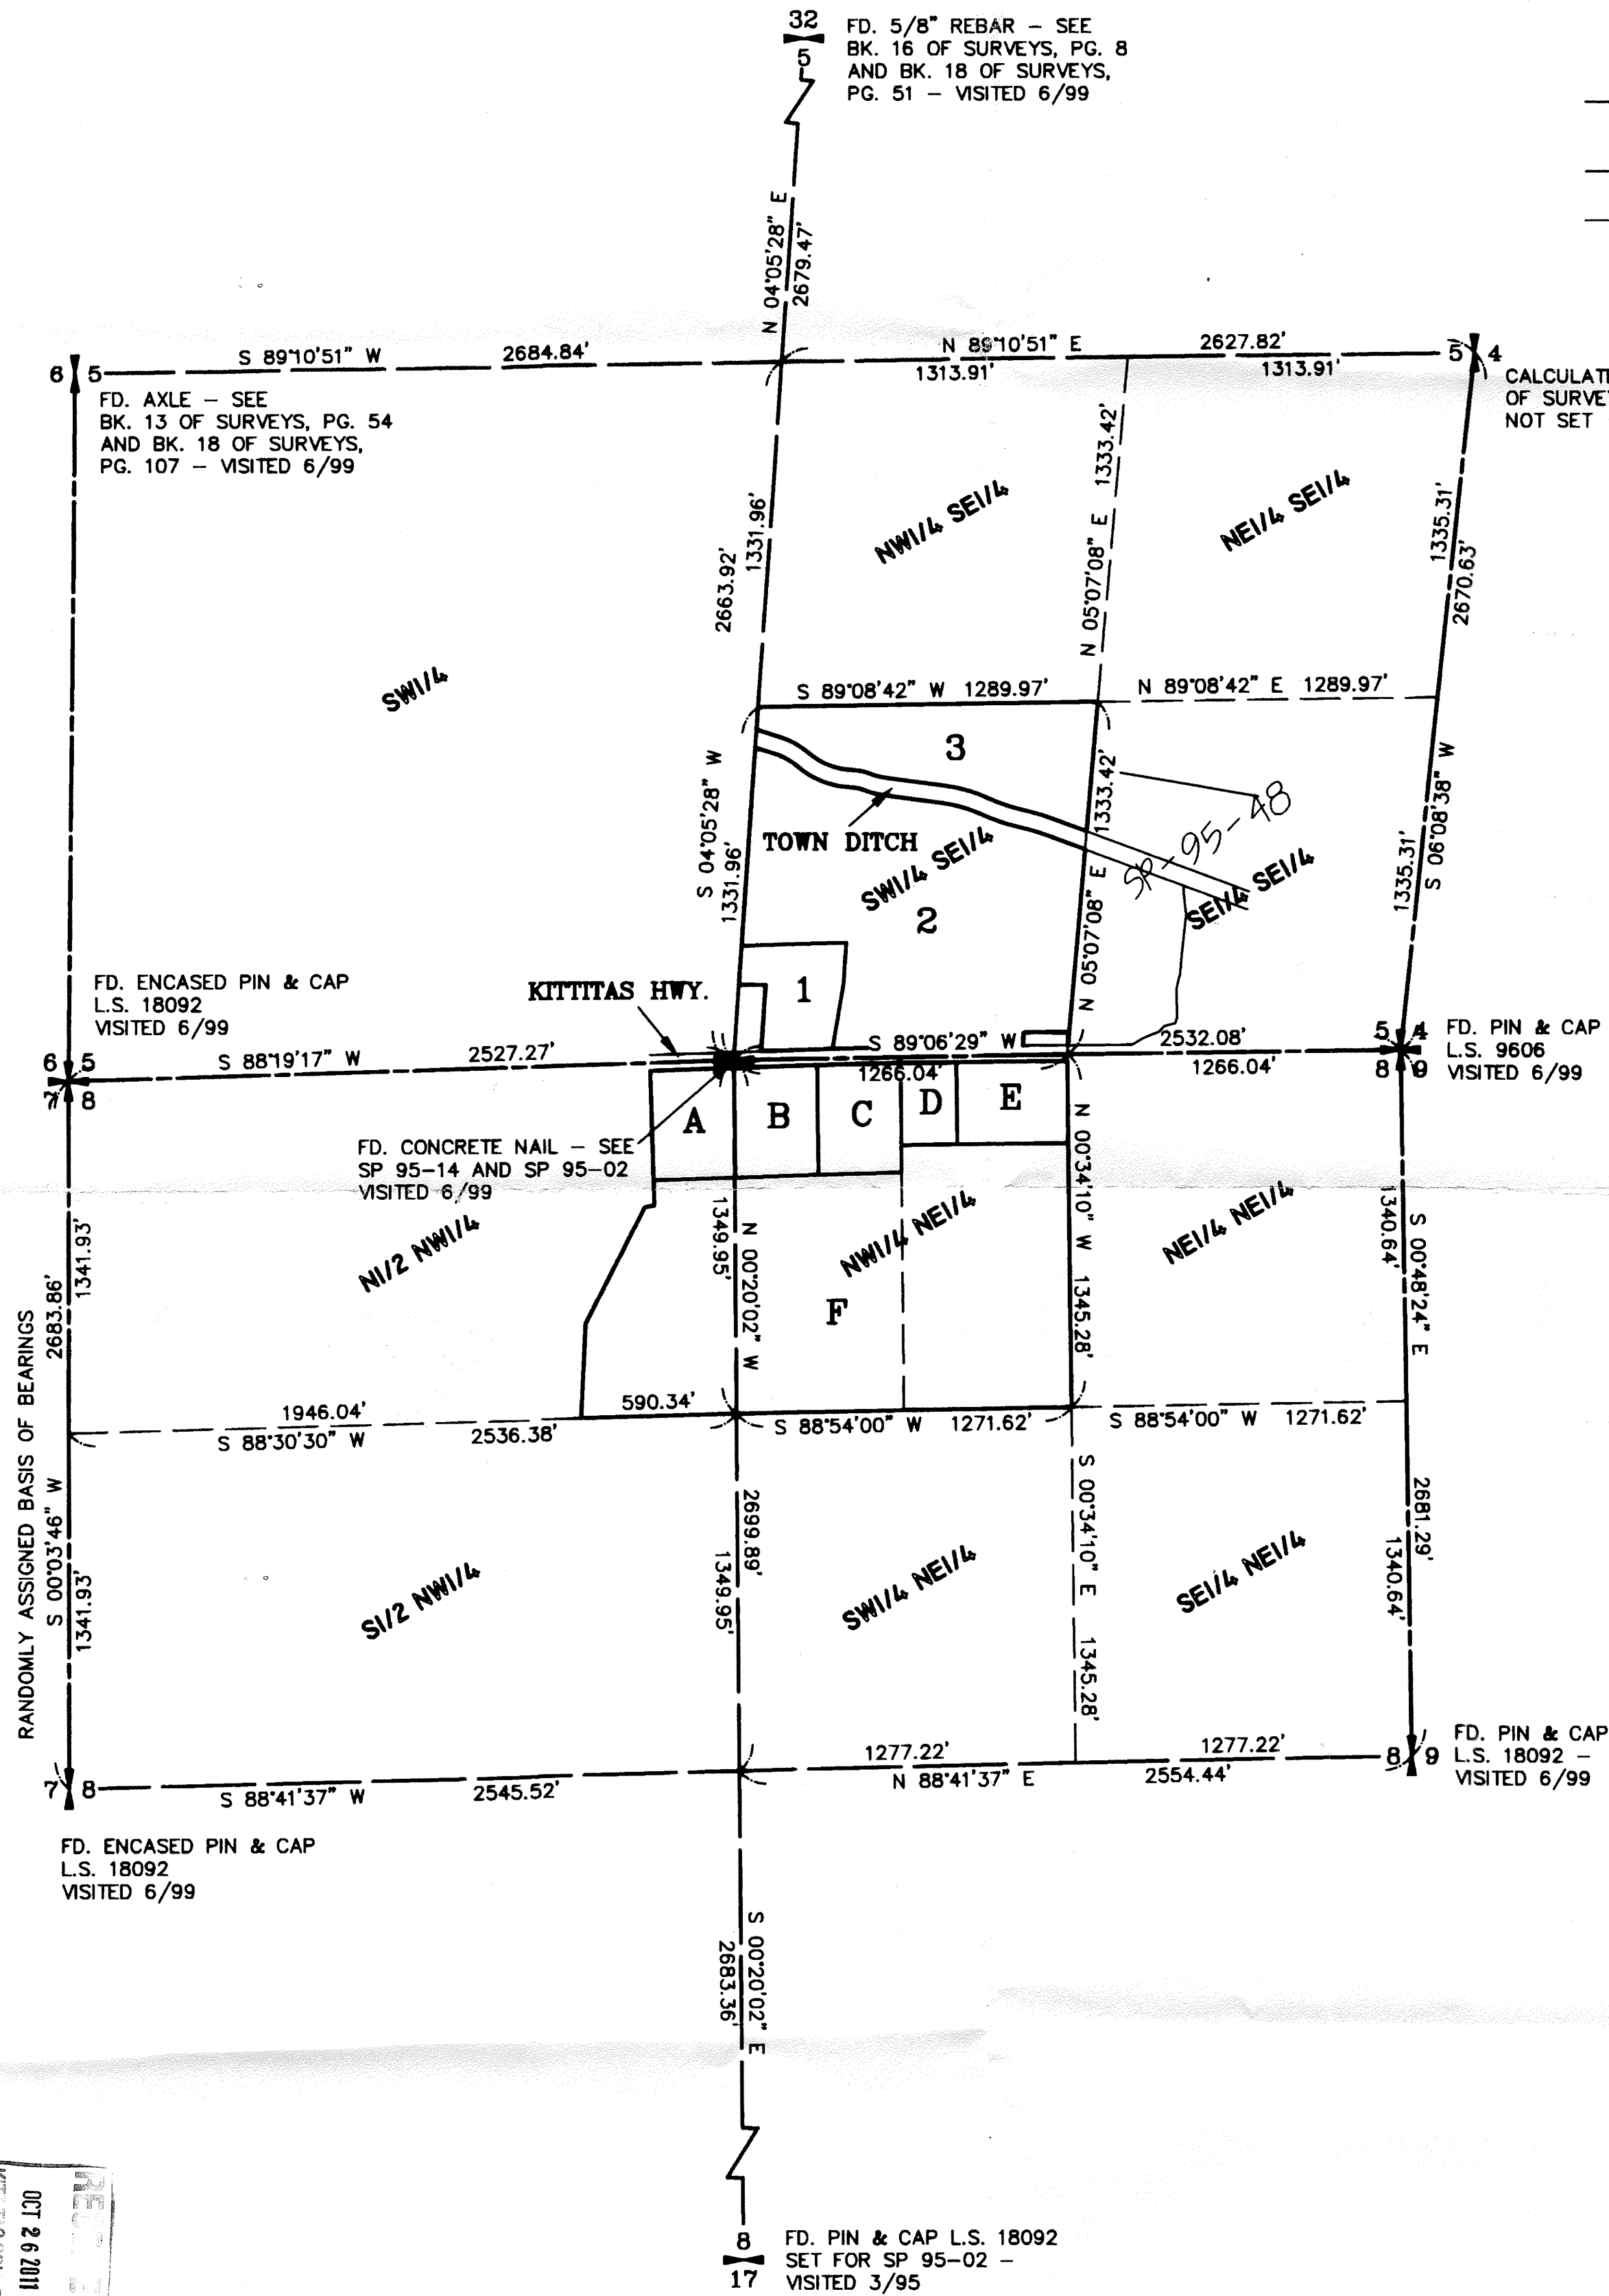 32
5
FD. 5/8" REBAR – SEE
BK. 16 OF SURVEYS, PG. 8
AND BK. 18 OF SURVEYS,
PG. 51 – VISITED 6/99
N 04°05'28" E
2679.47'
S 89°10'51" W 2684.84'
N 89°10'51" E 2627.82'
1313.91' 1313.91'
6 5
5 4
FD. AXLE – SEE
BK. 13 OF SURVEYS, PG. 54
AND BK. 18 OF SURVEYS,
PG. 107 – VISITED 6/99
OF
NOT SET
N 05°07'08" E 1333.42'
1331.96'
2663.92'
NW1/4 SE1/4
NE1/4 SE1/4
1335.31'
2670.63'
SW1/4
S 89°08'42" W 1289.97'
N 89°08'42" E 1289.97'
3
S 04°05'28" W
1331.96'
1333.42'
N 05°07'08" E
SP-95-48
TOWN DITCH
SW1/4 SE1/4
2
SE1/4 SE1/4
S 06°08'38" W
1335.31'
FD. ENCASED PIN & CAP
L.S. 18092
VISITED 6/99
KITTITAS HWY.
1
S 89°06'29" W 2532.08'
1266.04' 1266.04'
S 88°19'17" W 2527.27'
6 5
7 8
5 4
8 9
FD. PIN & CAP
L.S. 9606
VISITED 6/99
A B C D E
FD. CONCRETE NAIL – SEE
SP 95-14 AND SP 95-02
VISITED 6/99
N 00°34'10" W 1345.28'
1349.95'
N 00°20'02" W
1341.93'
2683.86'
1340.64'
S 00°48'24" E
N1/2 NW1/4
NW1/4 NE1/4
NE1/4 NE1/4
F
1946.04' 590.34'
S 88°30'30" W 2536.38'
S 88°54'00" W 1271.62'
S 88°54'00" W 1271.62'
RANDOMLY ASSIGNED BASIS OF BEARINGS
S 00°03'46" W
1341.93'
2699.89'
1349.95'
S 00°34'10" E 1345.28'
2681.29'
1340.64'
S1/2 NW1/4
SW1/4 NE1/4
SE1/4 NE1/4
1277.22' 1277.22'
N 88°41'37" E 2554.44'
7 8
8 9
S 88°41'37" W 2545.52'
FD. PIN & CAP
L.S. 18092 –
VISITED 6/99
FD. ENCASED PIN & CAP
L.S. 18092
VISITED 6/99
S 00°20'02" E
2683.36'
OCT 26 2011
8
17
FD. PIN & CAP L.S. 18092
SET FOR SP 95-02 –
VISITED 3/95